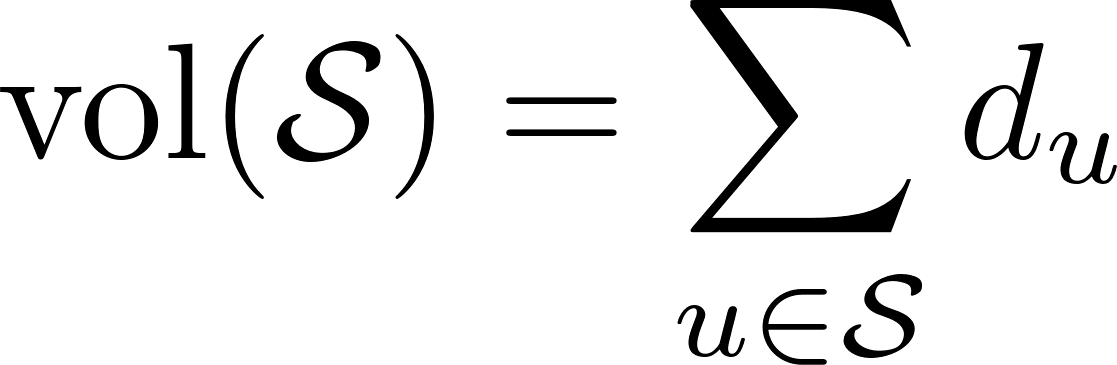 vol(𝒮) = ∑_{u∈𝒮} d_u